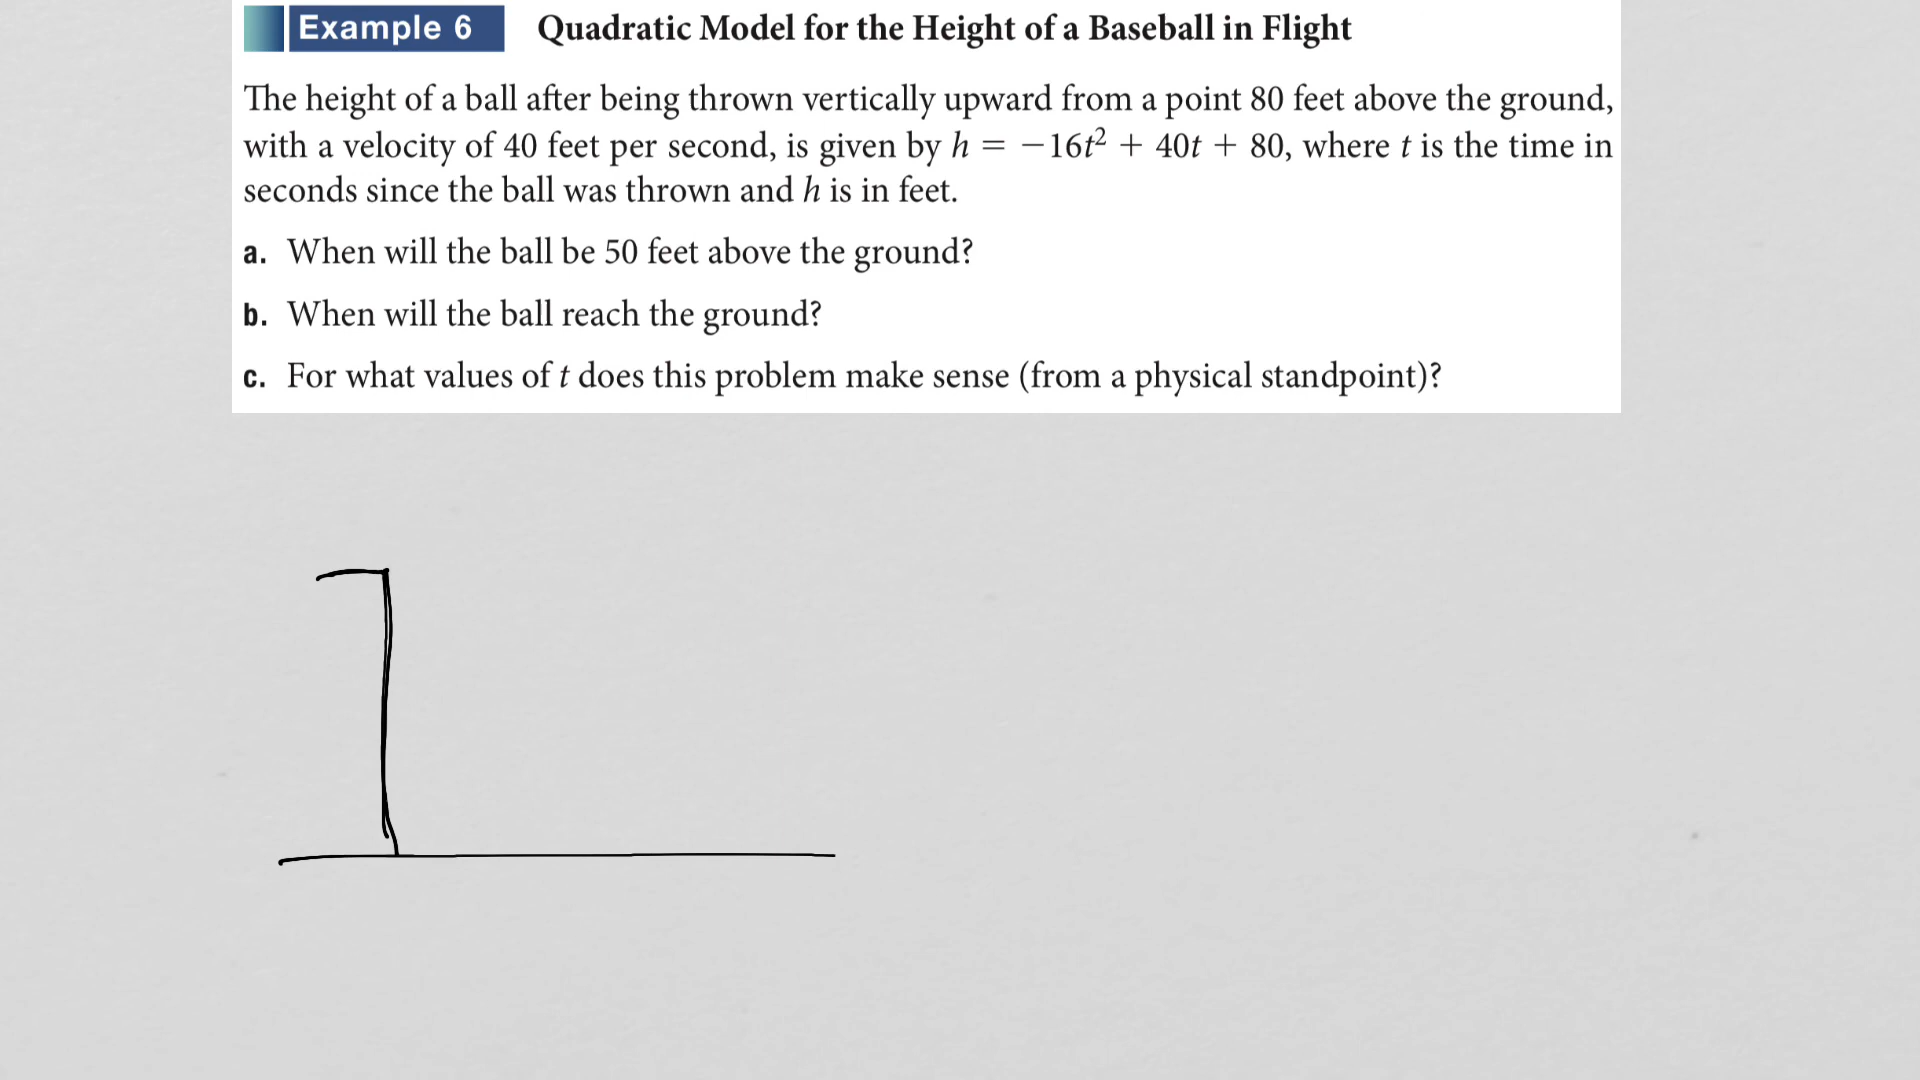 Example 6 Quadratic Model for the Height of a Baseball in Flight
The height of a ball after being thrown vertically upward from a point 80 feet above the ground,
with a velocity of 40 feet per second, is given by h = −16t² + 40t + 80, where t is the time in
seconds since the ball was thrown and h is in feet.
a. When will the ball be 50 feet above the ground?
b. When will the ball reach the ground?
c. For what values of t does this problem make sense (from a physical standpoint)?